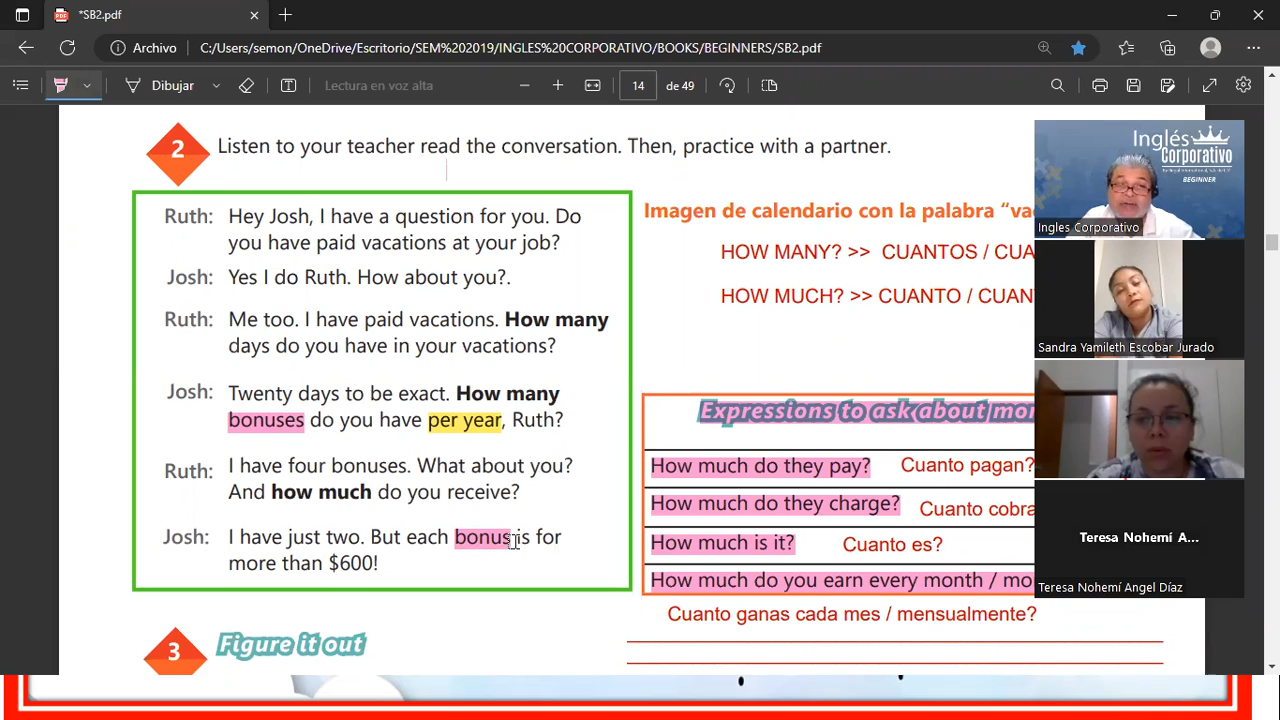 *SB2.pdf
Archivo
C:/Users/semon/OneDrive/Escritorio/SEM%202019/INGLES%20CORPORATIVO/BOOKS/BEGINNERS/SB2.pdf
Dibujar
Lectura en voz alta
14
de 49
2
Listen to your teacher read the conversation. Then, practice with a partner.
Ruth: Hey Josh, I have a question for you. Do
you have paid vacations at your job?
Josh: Yes I do Ruth. How about you?.
Ruth: Me too. I have paid vacations. How many
days do you have in your vacations?
Josh: Twenty days to be exact. How many
bonuses do you have per year, Ruth?
Ruth: I have four bonuses. What about you?
And how much do you receive?
Josh: I have just two. But each bonus is for
more than $600!
Imagen de calendario con la palabra “va
HOW MANY? >> CUANTOS / CUA
HOW MUCH? >> CUANTO / CUAN
Expressions to ask about mo
How much do they pay? Cuanto pagan?
How much do they charge? Cuanto cobra
How much is it? Cuanto es?
How much do you earn every month / mo
Cuanto ganas cada mes / mensualmente?
3
Figure it out
Inglés
Corporativo
BEGINNER
Ingles Corporativo
Sandra Yamileth Escobar Jurado
Teresa Nohemí A...
Teresa Nohemí Angel Díaz